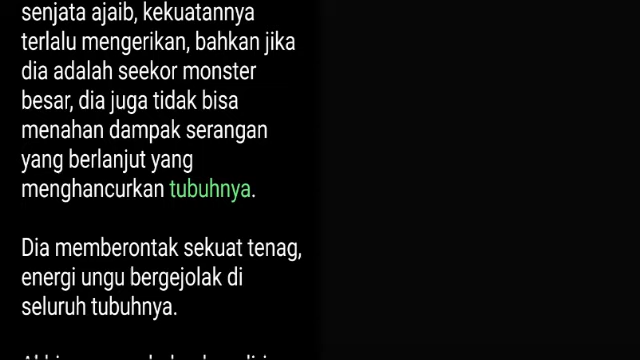 senjata ajaib, kekuatannya
terlalu mengerikan, bahkan jika
dia adalah seekor monster
besar, dia juga tidak bisa
menahan dampak serangan
yang berlanjut yang
menghancurkan tubuhnya.
Dia memberontak sekuat tenag,
energi ungu bergejolak di
seluruh tubuhnya.